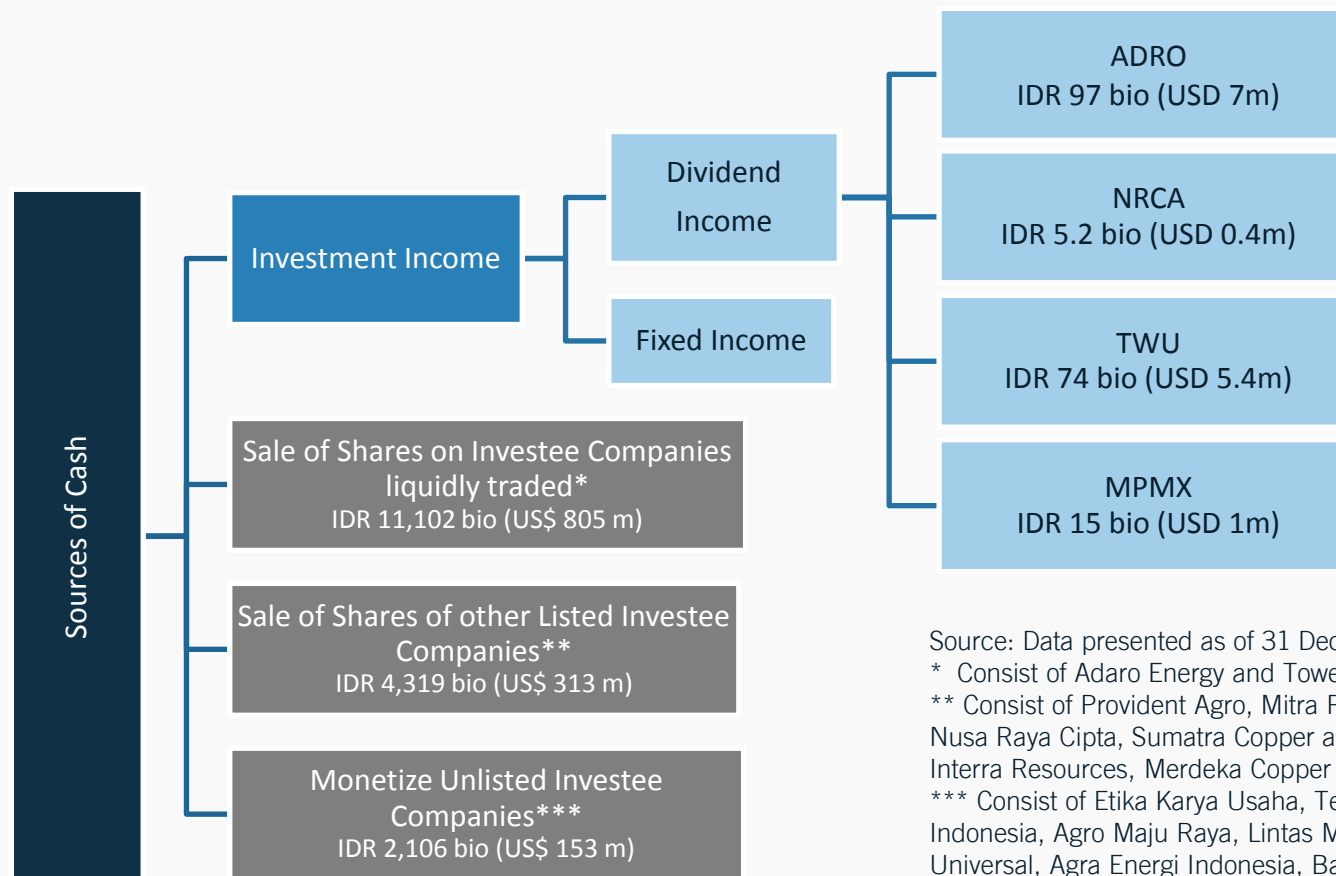 Sources of Cash
Investment Income
Dividend
Income
Fixed Income
ADRO
IDR 97 bio (USD 7m)
NRCA
IDR 5.2 bio (USD 0.4m)
TWU
IDR 74 bio (USD 5.4m)
MPMX
IDR 15 bio (USD 1m)
Sale of Shares on Investee Companies
liquidly traded*
IDR 11,102 bio (US$ 805 m)
Sale of Shares of other Listed Investee
Companies**
IDR 4,319 bio (US$ 313 m)
Monetize Unlisted Investee
Companies***
IDR 2,106 bio (US$ 153 m)
Source: Data presented as of 31 Dec
* Consist of Adaro Energy and Towe
** Consist of Provident Agro, Mitra
Nusa Raya Cipta, Sumatra Copper a
Interra Resources, Merdeka Copper
*** Consist of Etika Karya Usaha, Te
Indonesia, Agro Maju Raya, Lintas M
Universal, Agra Energi Indonesia, Ba